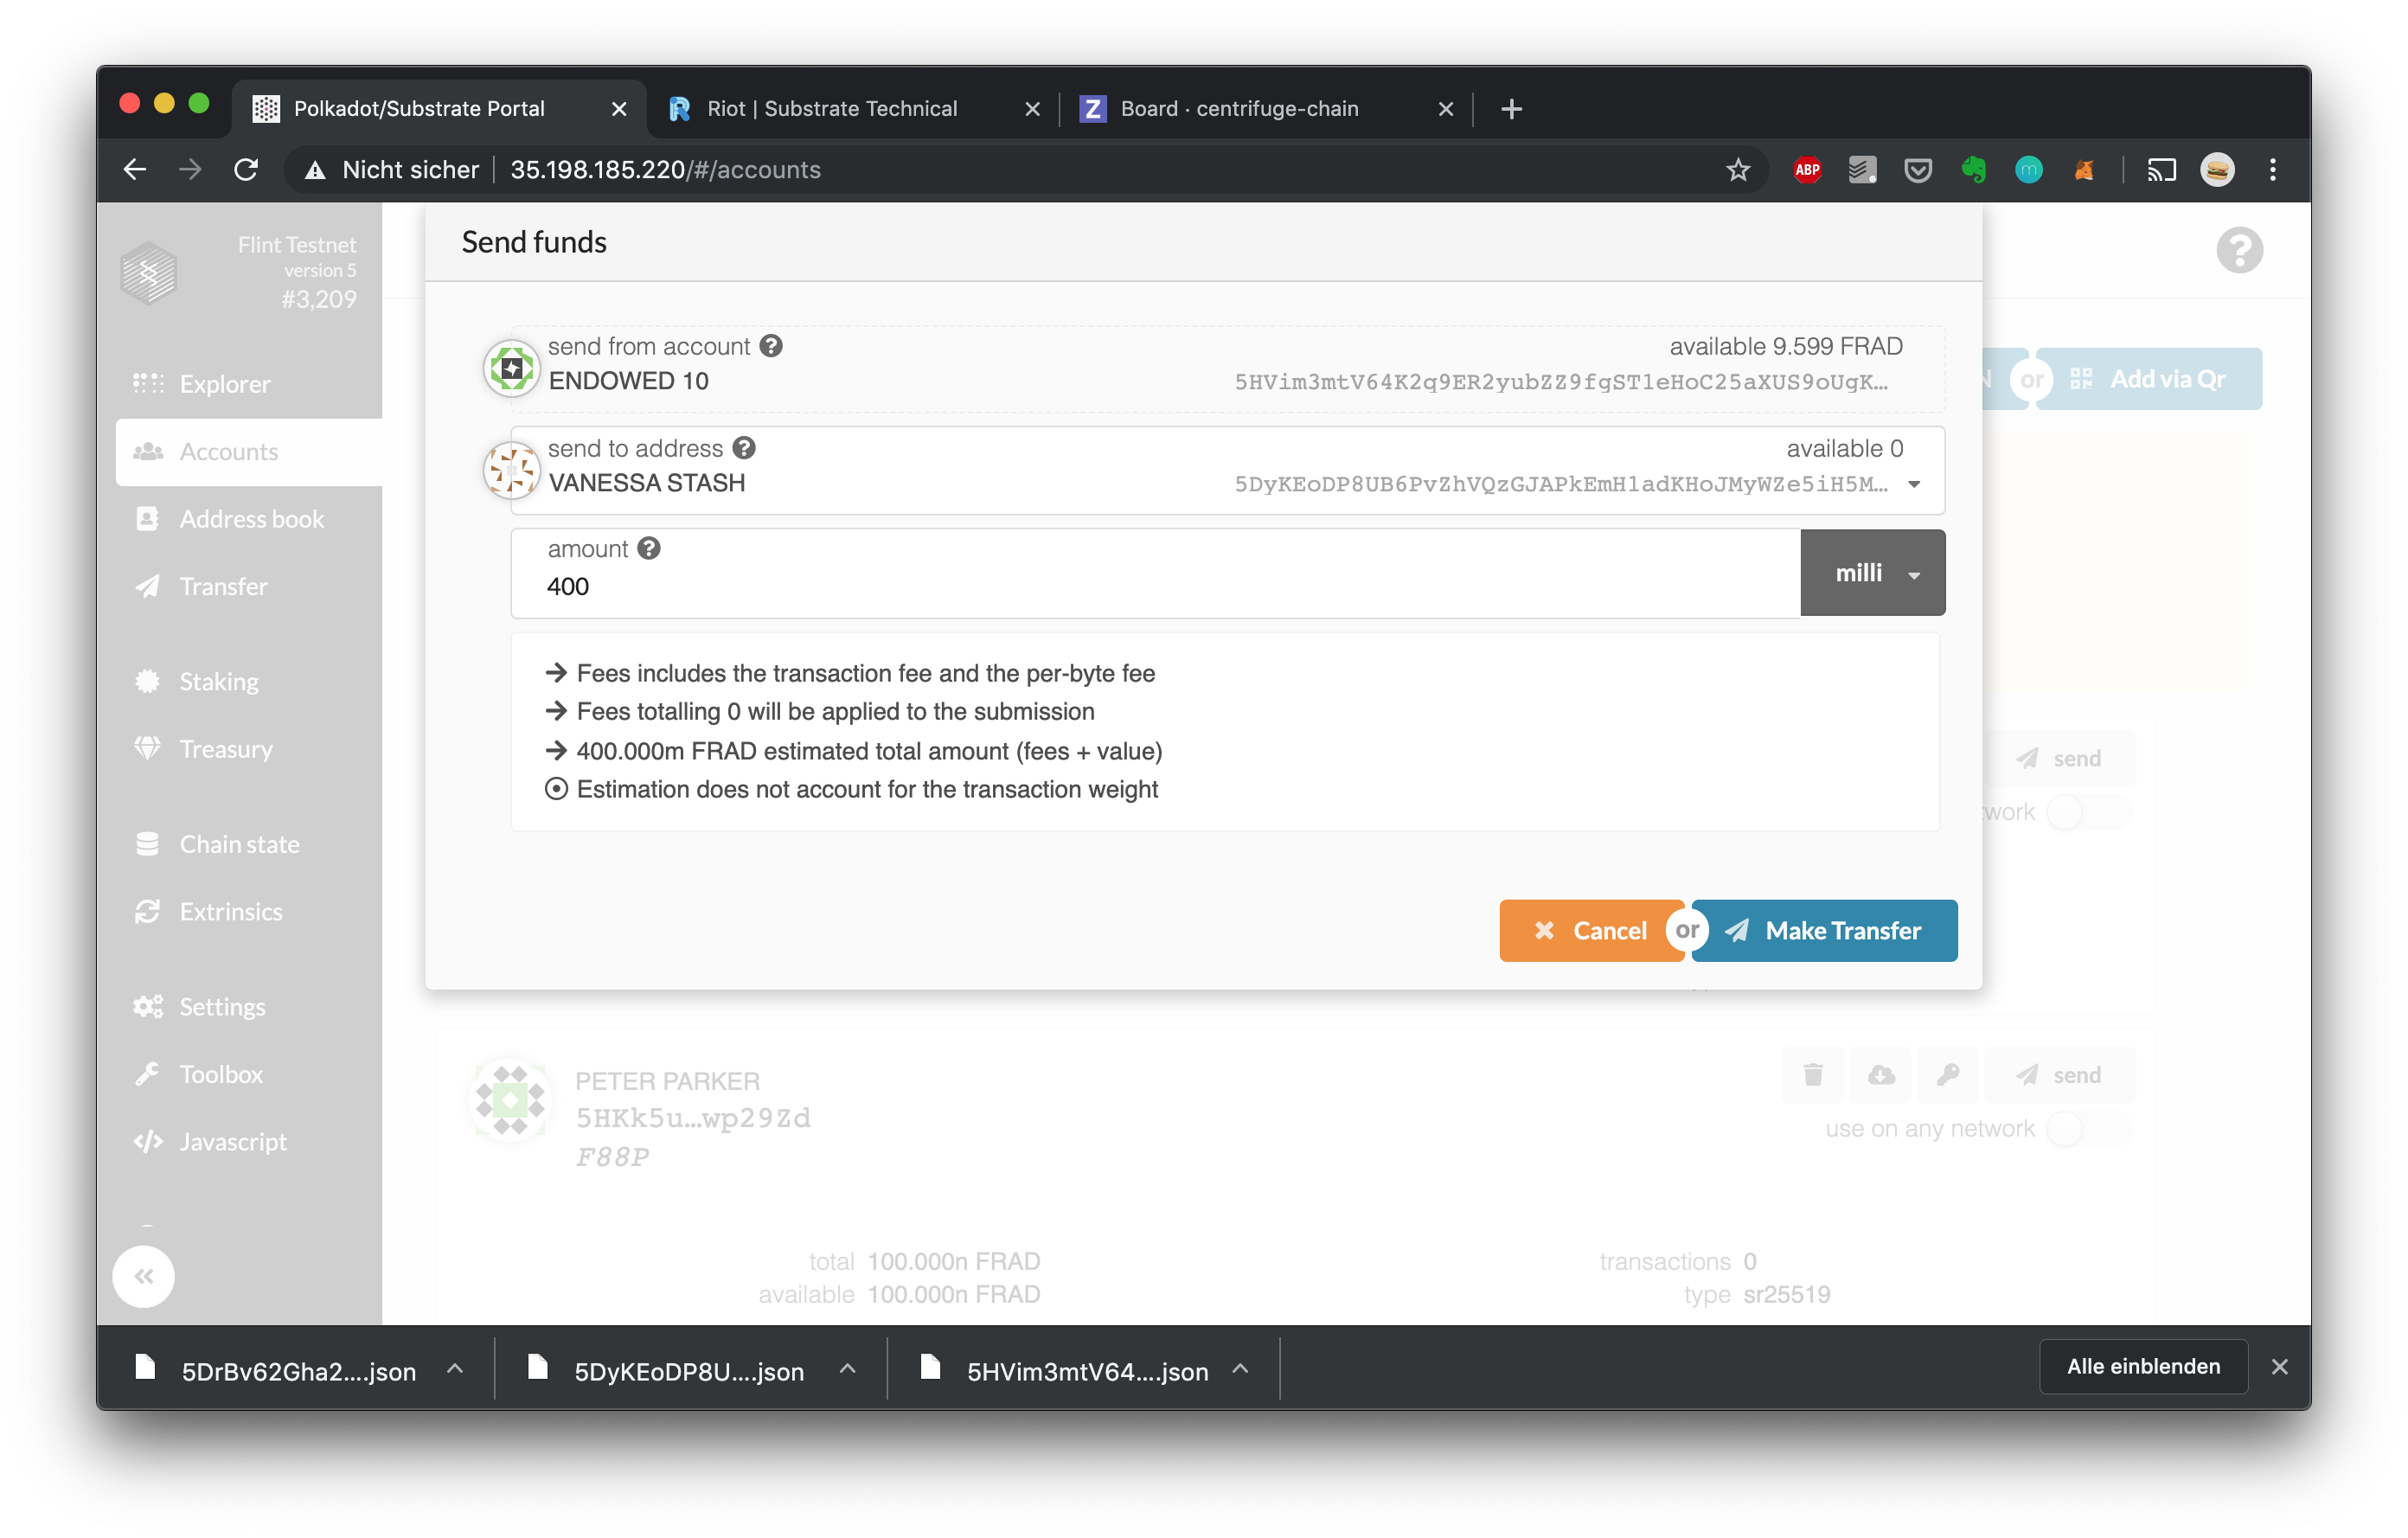 Polkadot/Substrate Portal
Riot | Substrate Technical
Board · centrifuge-chain
Nicht sicher
35.198.185.220/#/accounts
ABP
m
Flint Testnet
version 5
#3,209
Explorer
Accounts
Address book
Transfer
Staking
Treasury
Chain state
Extrinsics
Settings
Toolbox
Javascript
Send funds
send from account
available 9.599 FRAD
ENDOWED 10
5HVim3mtV64K2q9ER2yubZZ9fgST1eHoC25aXUS9oUgK…
send to address
available 0
VANESSA STASH
5DyKEoDP8UB6PvZhVQzGJAPkEmH1adKHoJMyWZe5iH5M…
amount
400
milli
Fees includes the transaction fee and the per-byte fee
Fees totalling 0 will be applied to the submission
400.000m FRAD estimated total amount (fees + value)
Estimation does not account for the transaction weight
Cancel
or
Make Transfer
or
Add via Qr
send
PETER PARKER
5HKk5u…wp29Zd
F88P
send
use on any network
total 100.000n FRAD
available 100.000n FRAD
transactions 0
type sr25519
5DrBv62Gha2....json
5DyKEoDP8U....json
5HVim3mtV64....json
Alle einblenden